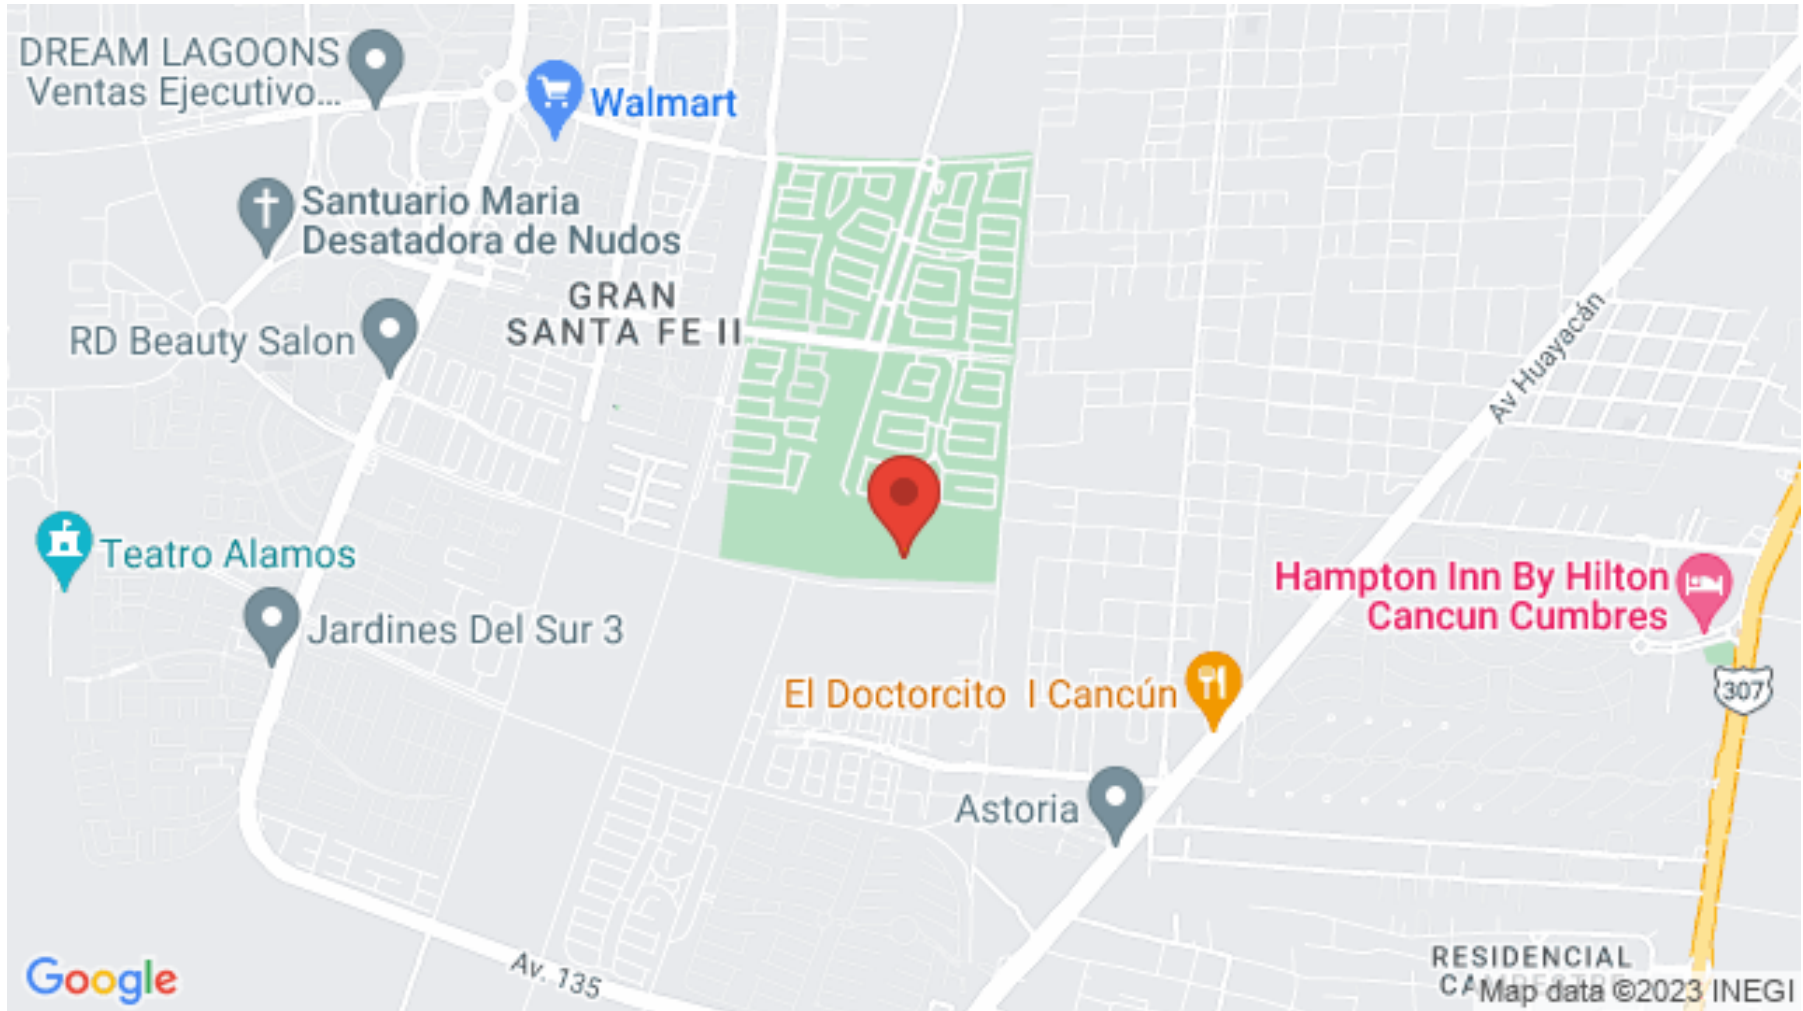 DREAM LAGOONS
Ventas Ejecutivo...
Walmart
Santuario Maria
Desatadora de Nudos
GRAN
SANTA FE II
RD Beauty Salon
Av Huayacán
Teatro Alamos
Hampton Inn By Hilton
Cancun Cumbres
Jardines Del Sur 3
El Doctorcito I Cancún
307
Astoria
Av. 135
RESIDENCIAL
Google
Map data ©2023 INEGI